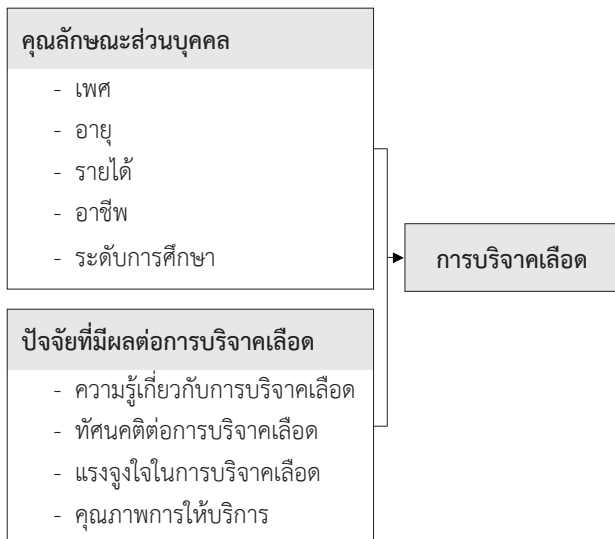 คุณลักษณะส่วนบุคคล
- เพศ
- อายุ
- รายได้
- อาชีพ
- ระดับการศึกษา
การบริจาคเลือด
ปัจจัยที่มีผลต่อการบริจาคเลือด
- ความรู้เกี่ยวกับการบริจาคเลือด
- ทัศนคติต่อการบริจาคเลือด
- แรงจูงใจในการบริจาคเลือด
- คุณภาพการให้บริการ